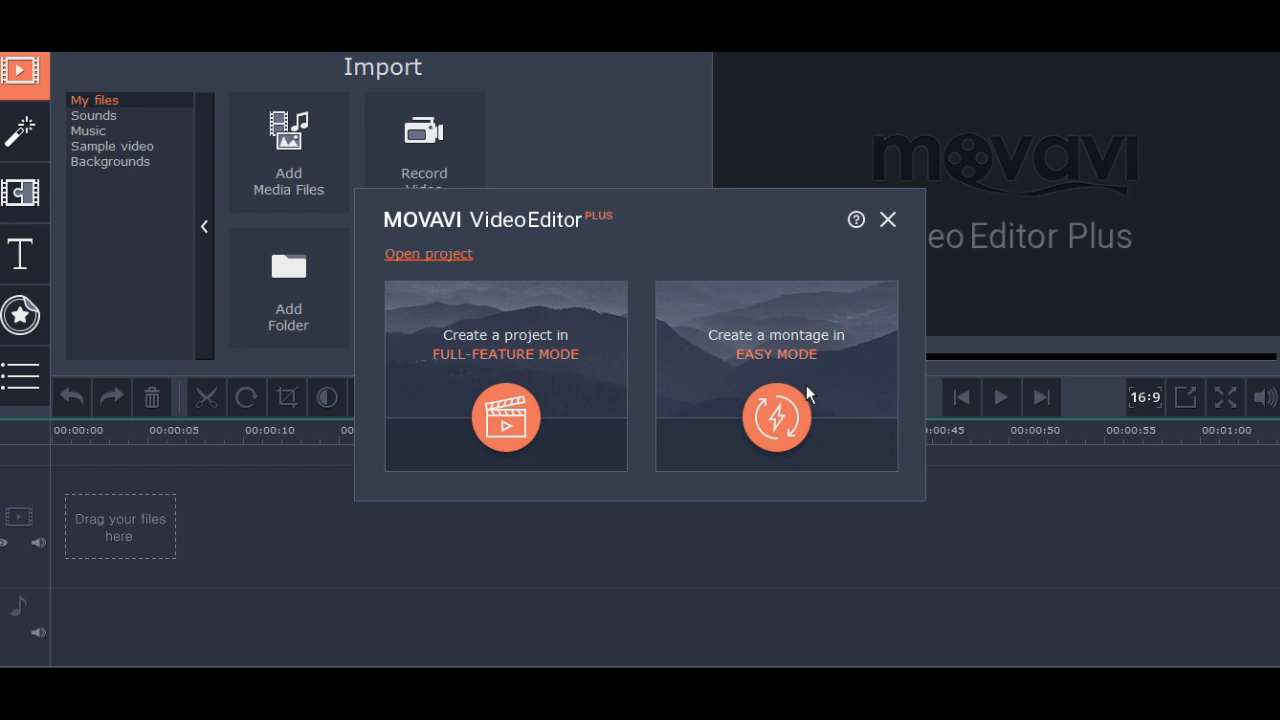 Import
My files
Sounds
Music
Sample video
Backgrounds
Add
Media Files
Record
Video
Add
Folder
movavi
eo Editor Plus
MOVAVI VideoEditor PLUS
Open project
Create a project in
FULL-FEATURE MODE
Create a montage in
EASY MODE
16:9
00:00:00 00:00:05 00:00:10 00 :00:45 00:00:50 00:00:55 00:01:00
Drag your files
here